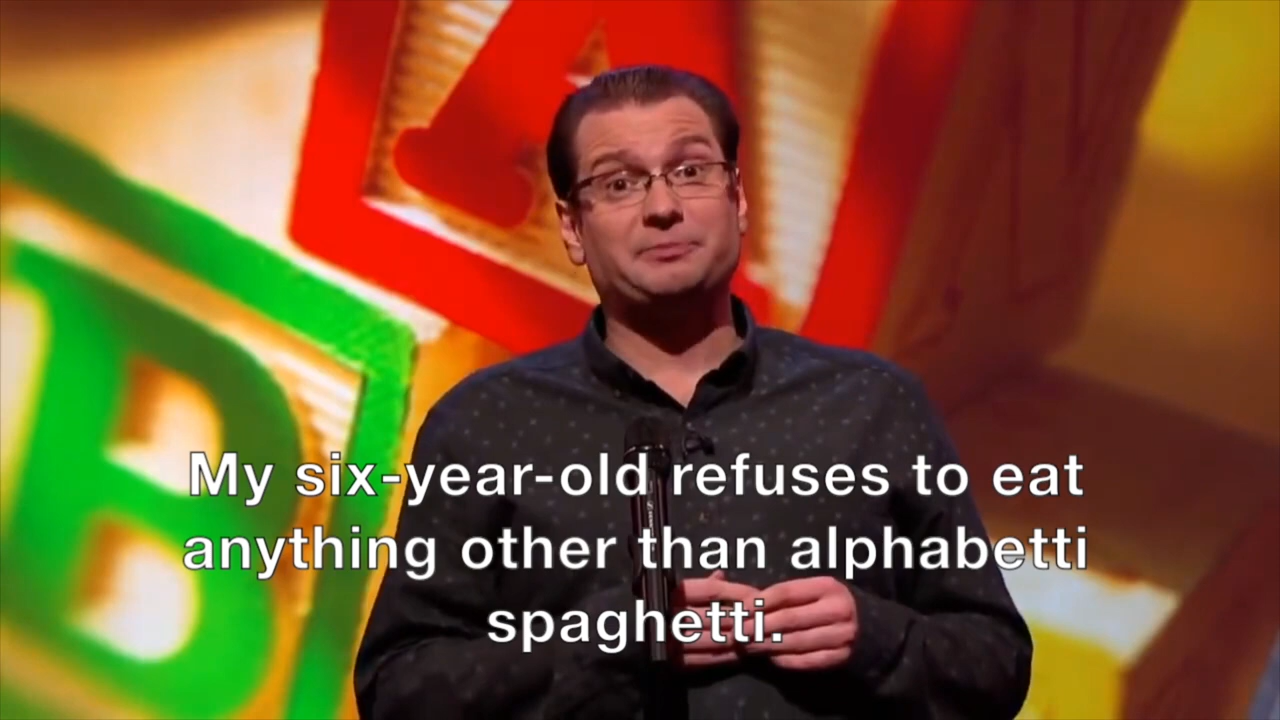 A
B
My six-year-old refuses to eat
anything other than alphabetti
spaghetti.